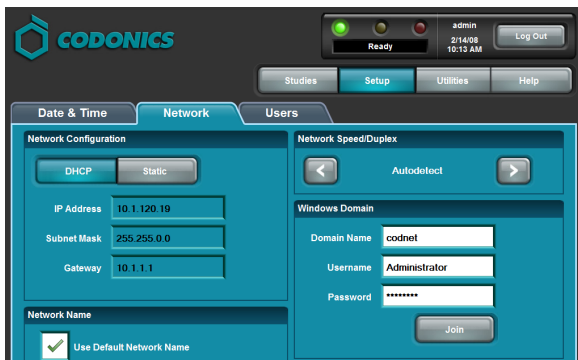 CODONICS
Ready
admin
2/14/08
10:13 AM
Log Out
Studies
Setup
Utilities
Help
Date & Time
Network
Users
Network Configuration
DHCP
Static
IP Address 10.1.120.19
Subnet Mask 255.255.0.0
Gateway 10.1.1.1
Network Name
Use Default Network Name
Network Speed/Duplex
Autodetect
Windows Domain
Domain Name codnet
Username Administrator
Password ********
Join